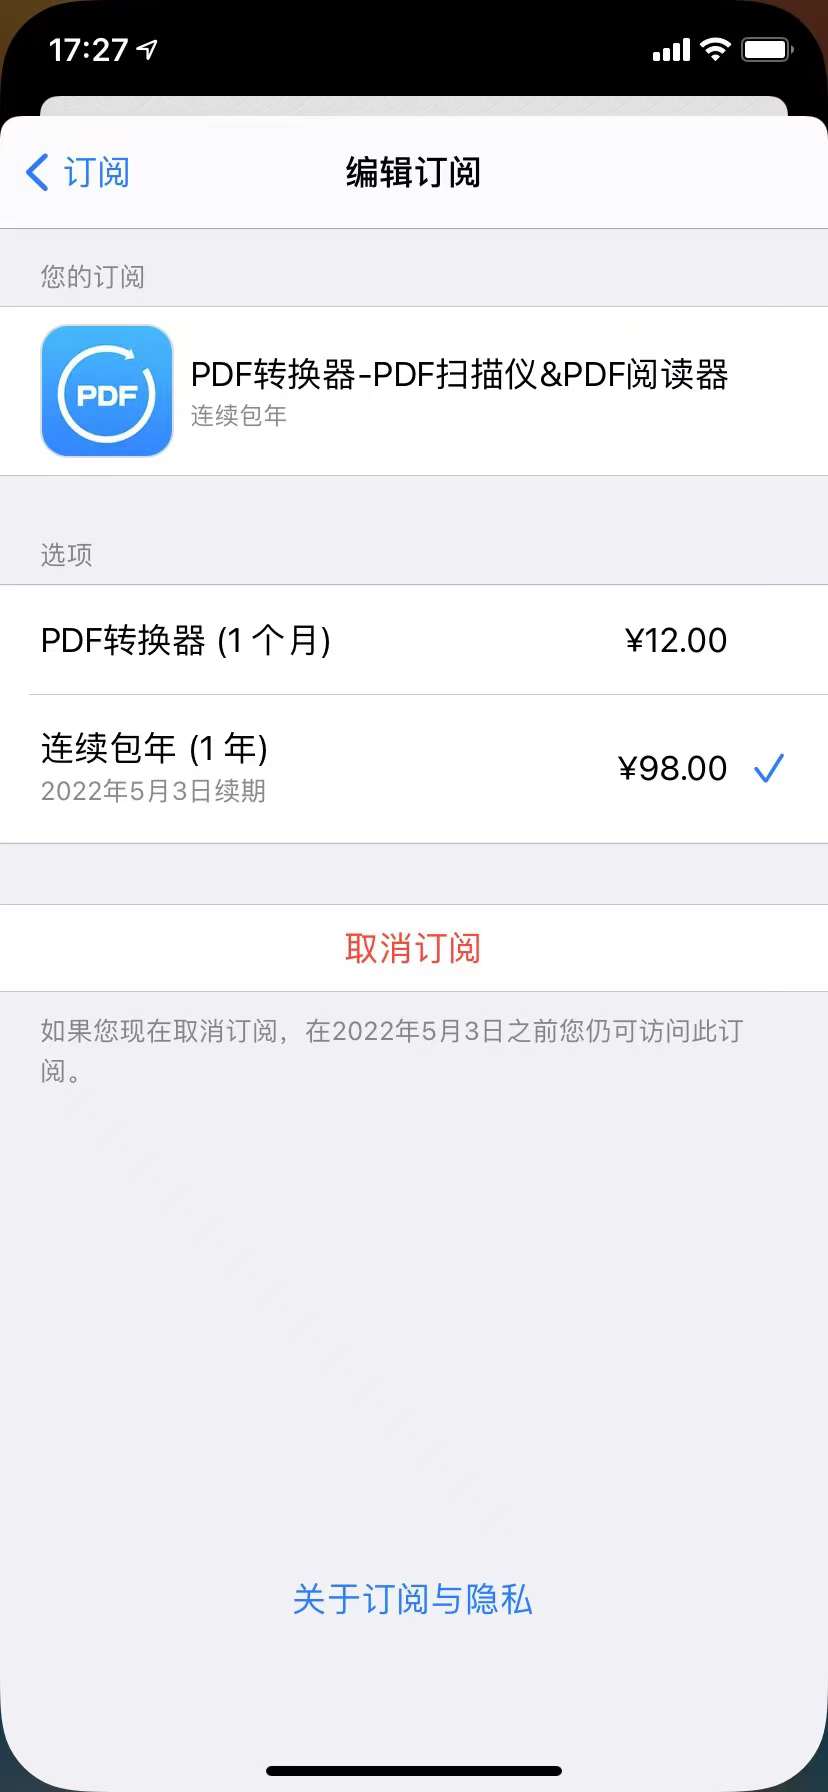 17:27
订阅
编辑订阅
您的订阅
PDF
PDF转换器-PDF扫描仪&PDF阅读器
连续包年
选项
PDF转换器 (1 个月)
¥12.00
连续包年 (1 年)
2022年5月3日续期
¥98.00
取消订阅
如果您现在取消订阅，在2022年5月3日之前您仍可访问此订
阅。
关于订阅与隐私